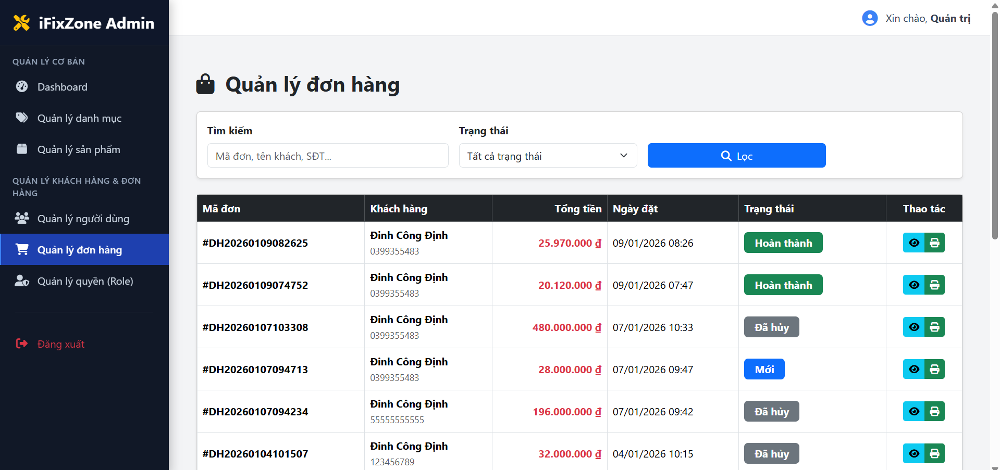 iFixZone Admin
Xin chào, Quản trị
QUẢN LÝ CƠ BẢN
Dashboard
Quản lý danh mục
Quản lý sản phẩm
QUẢN LÝ KHÁCH HÀNG & ĐƠN
HÀNG
Quản lý người dùng
Quản lý đơn hàng
Quản lý quyền (Role)
Đăng xuất
Quản lý đơn hàng
Tìm kiếm
Trạng thái
Mã đơn, tên khách, SĐT...
Tất cả trạng thái
Lọc
Mã đơn Khách hàng Tổng tiền Ngày đặt Trạng thái Thao tác
#DH20260109082625 Đinh Công Định 25.970.000 ₫ 09/01/2026 08:26 Hoàn thành
0399355483
#DH20260109074752 Đinh Công Định 20.120.000 ₫ 09/01/2026 07:47 Hoàn thành
0399355483
#DH20260107103308 Đinh Công Định 480.000.000 ₫ 07/01/2026 10:33 Đã hủy
0399355483
#DH20260107094713 Đinh Công Định 28.000.000 ₫ 07/01/2026 09:47 Mới
0399355483
#DH20260107094234 Đinh Công Định 196.000.000 ₫ 07/01/2026 09:42 Đã hủy
55555555555
#DH20260104101507 Đinh Công Định 32.000.000 ₫ 04/01/2026 10:15 Đã hủy
123456789